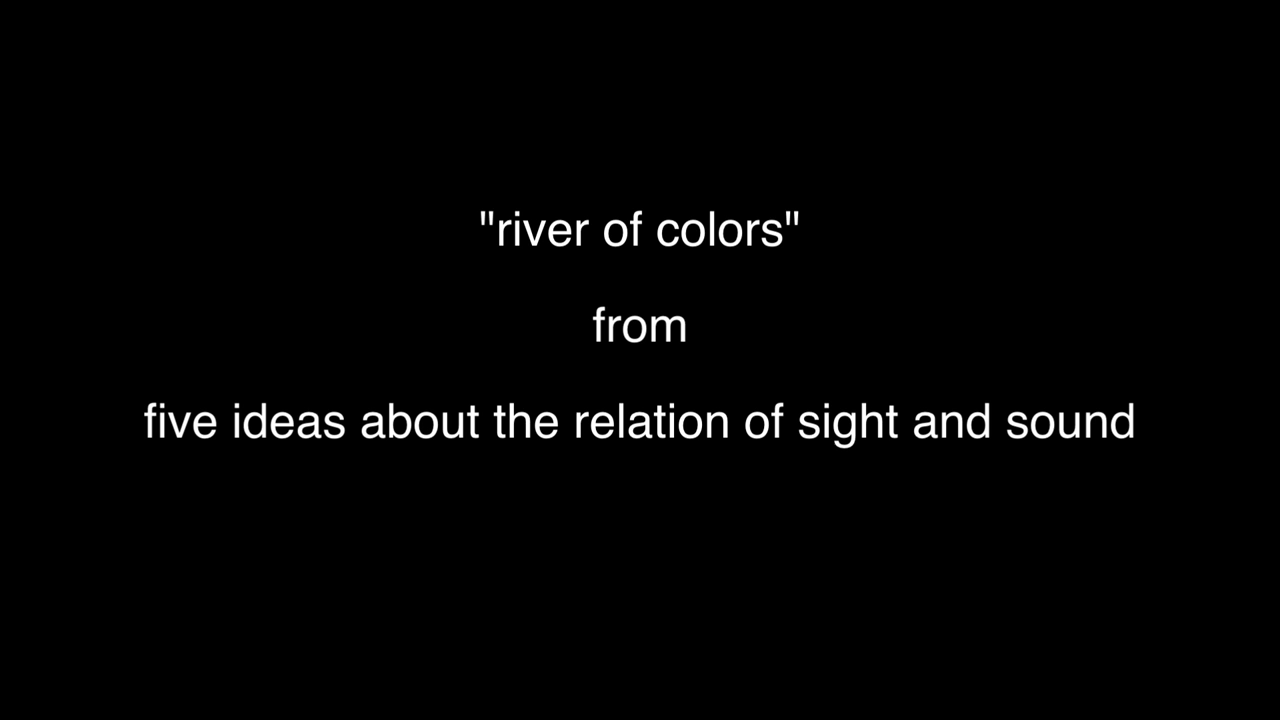 "river of colors"
from
five ideas about the relation of sight and sound